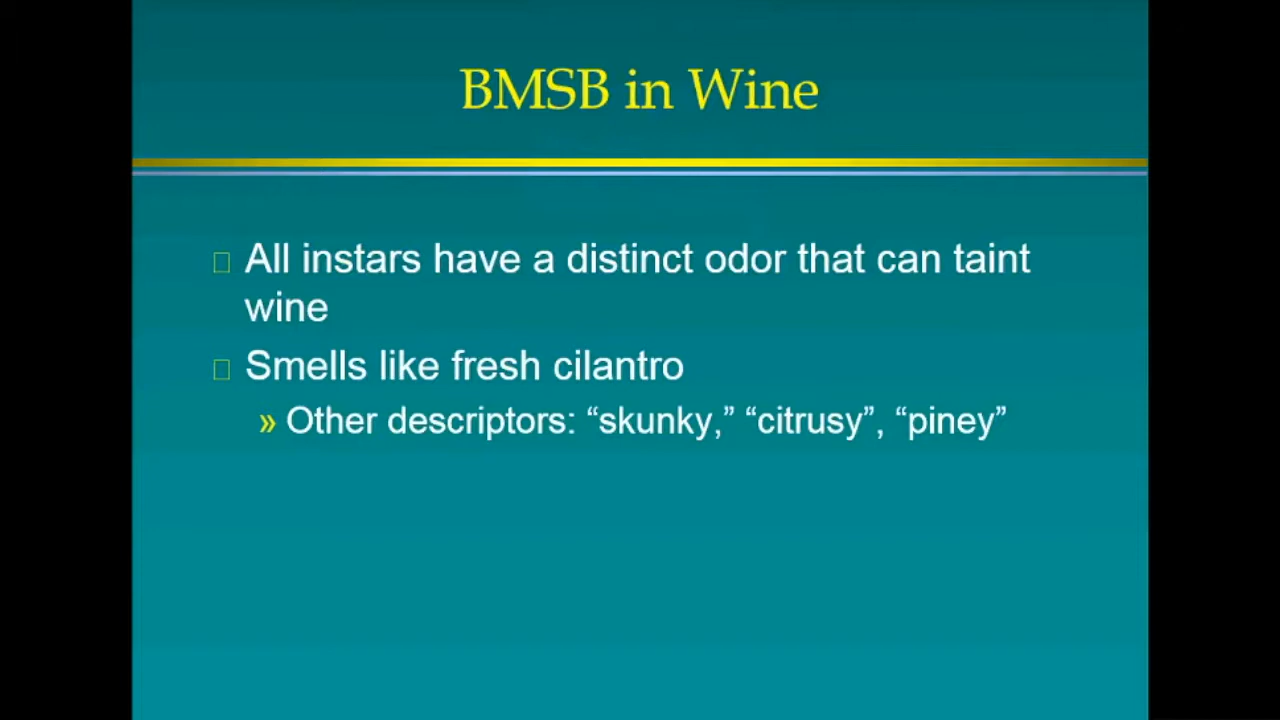 BMSB in Wine
All instars have a distinct odor that can taint
wine
Smells like fresh cilantro
» Other descriptors: “skunky,” “citrusy”, “piney”